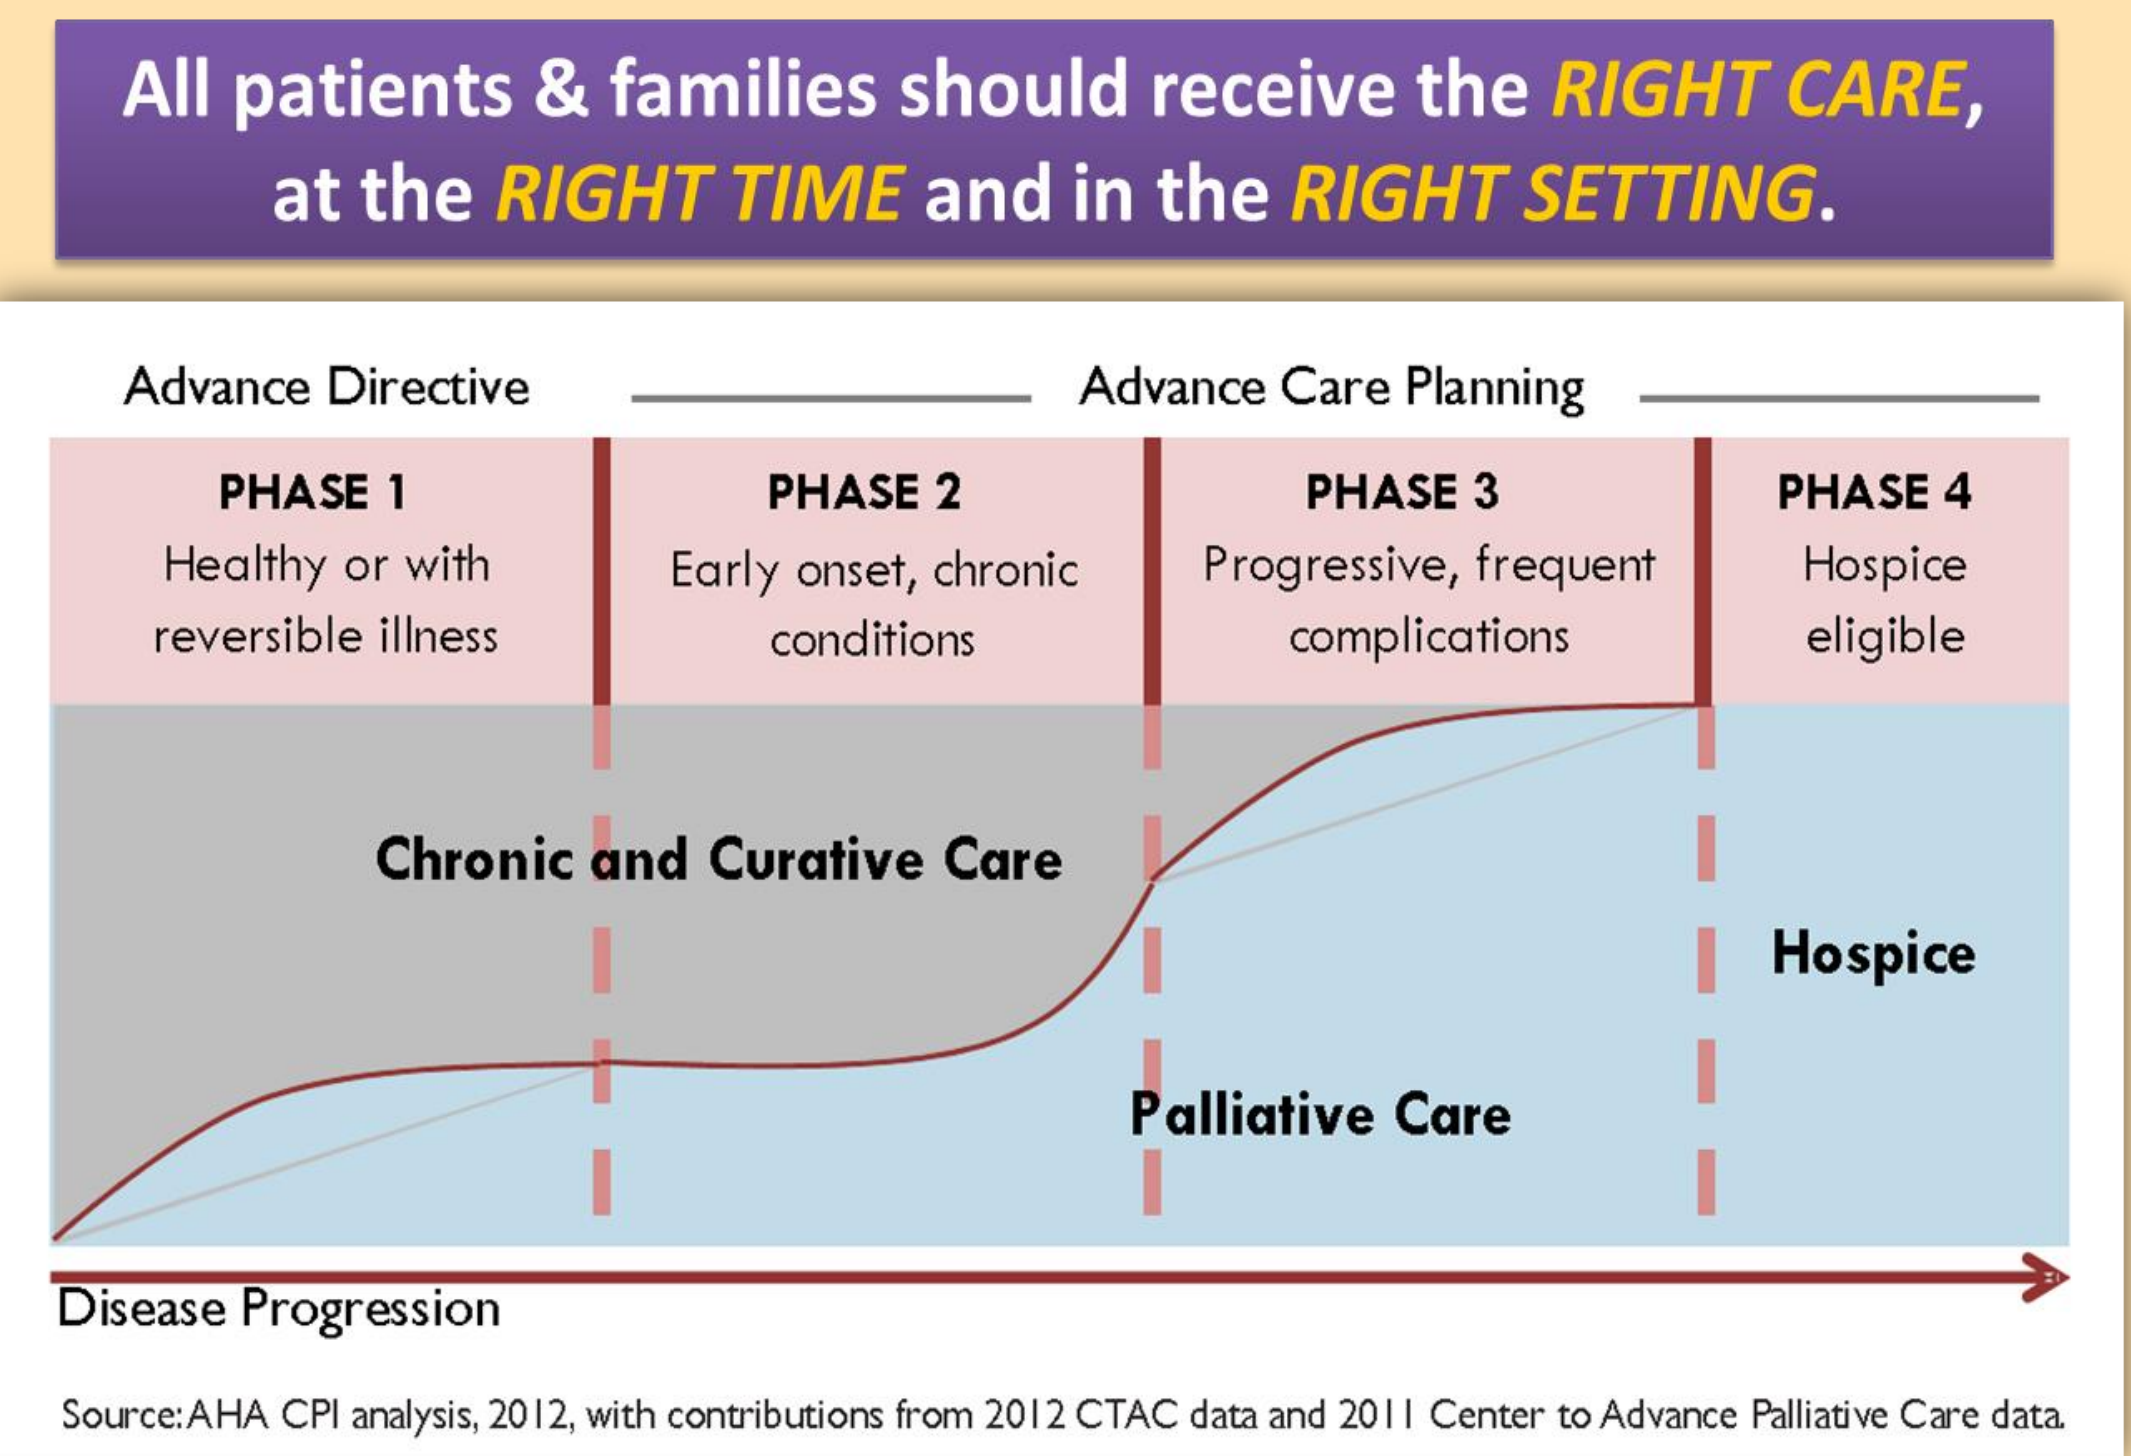 All patients & families should receive the RIGHT CARE,
at the RIGHT TIME and in the RIGHT SETTING.
Advance Directive
Advance Care Planning
PHASE 1
Healthy or with
reversible illness
PHASE 2
Early onset, chronic
conditions
PHASE 3
Progressive, frequent
complications
PHASE 4
Hospice
eligible
Chronic and Curative Care
Hospice
Palliative Care
Disease Progression
Source: AHA CPI analysis, 2012, with contributions from 2012 CTAC data and 2011 Center to Advance Palliative Care data.